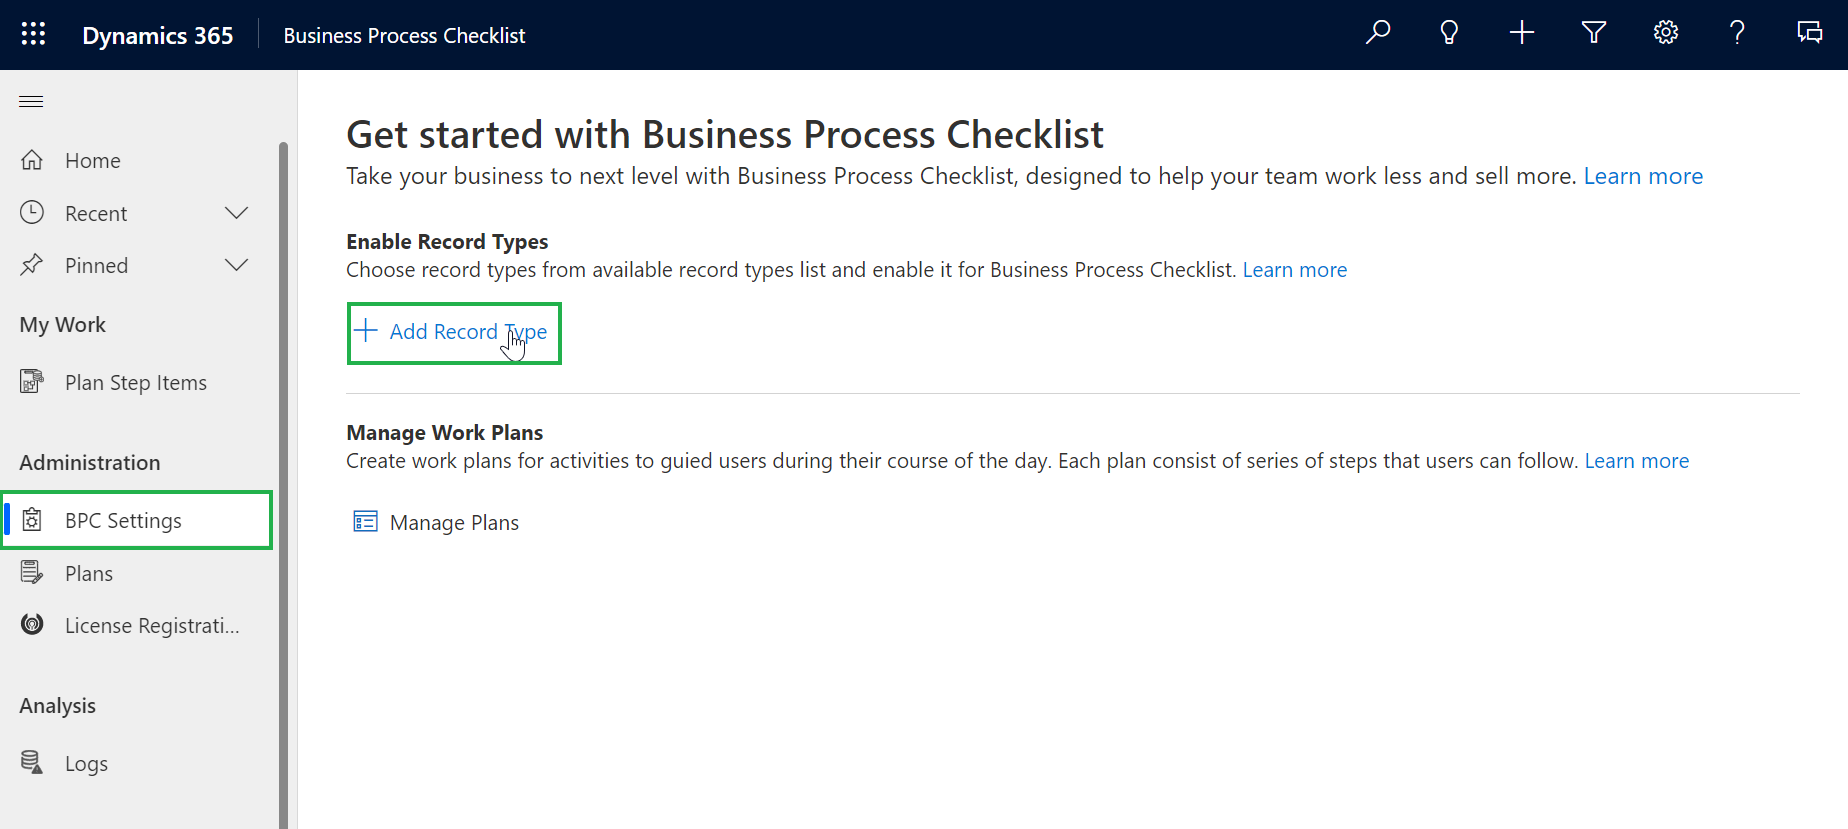 Dynamics 365
Business Process Checklist
Home
Recent
Pinned
My Work
Plan Step Items
Administration
BPC Settings
Plans
License Registrati...
Analysis
Logs
Get started with Business Process Checklist
Take your business to next level with Business Process Checklist, designed to help your team work less and sell more. Learn more
Enable Record Types
Choose record types from available record types list and enable it for Business Process Checklist. Learn more
Add Record Type
Manage Work Plans
Create work plans for activities to guied users during their course of the day. Each plan consist of series of steps that users can follow. Learn more
Manage Plans